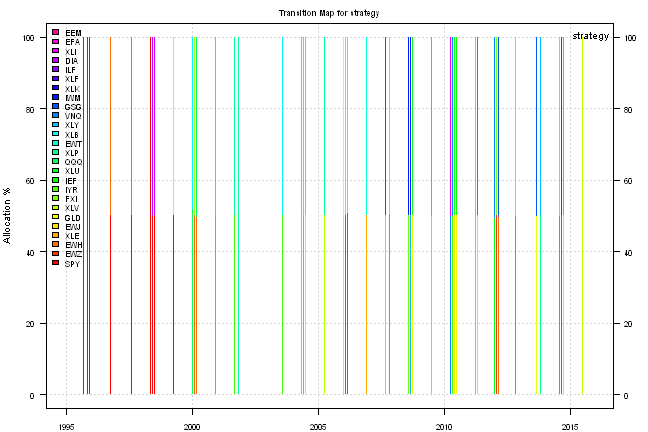 Transition Map for strategy
strategy
EEM
EFA
XLI
DIA
ILF
XLF
XLK
IWM
GSG
VNQ
XLY
XLB
EWT
XLP
QQQ
XLU
IEF
IYR
FXI
XLV
GLD
EWJ
XLE
EWH
EWZ
SPY
Allocation %
100
80
60
40
20
0
100
80
60
40
20
0
1995 2000 2005 2010 2015